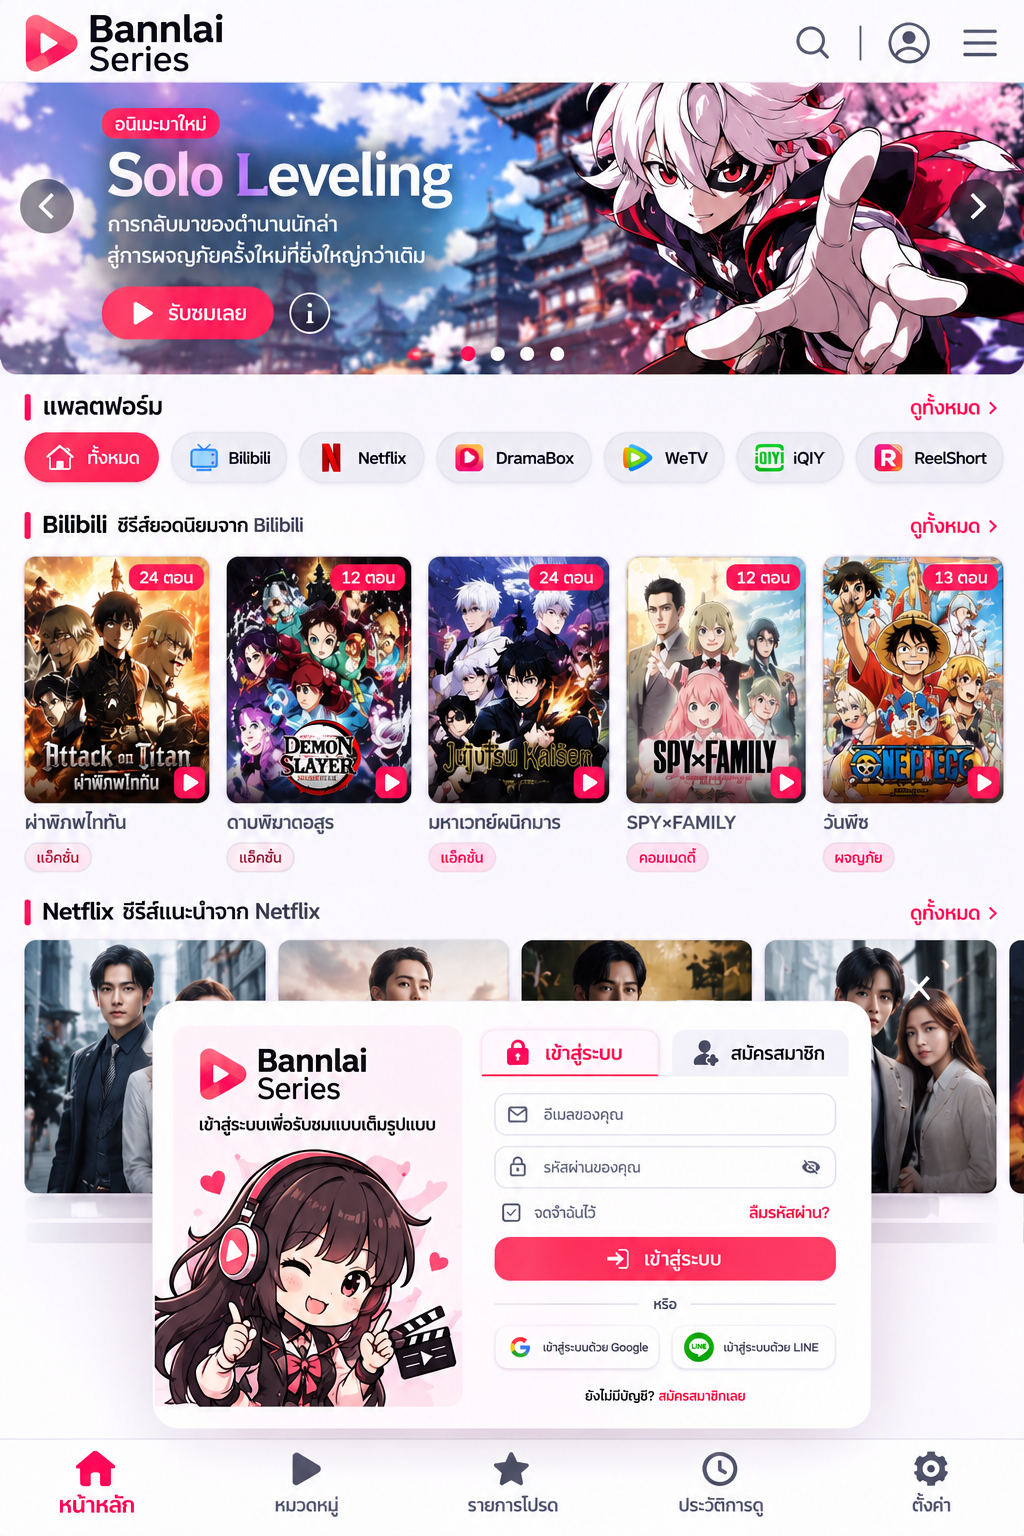 Bannlai
Series
อนิเมะมาใหม่
Solo Leveling
การกลับมาของตำนานนักล่า
สู่การผจญภัยครั้งใหม่ที่ยิ่งใหญ่กว่าเดิม
รับชมเลย
แพลตฟอร์ม
ดูทั้งหมด
ทั้งหมด
Bilibili
Netflix
DramaBox
WeTV
iQIY
iQIY
ReelShort
Bilibili ซีรีส์ยอดนิยมจาก Bilibili
ดูทั้งหมด
24 ตอน
12 ตอน
24 ตอน
12 ตอน
13 ตอน
Attack on Titan
ผ่าพิภพไททัน
DEMON
SLAYER
Jujutsu Kaisen
SPY×FAMILY
ONE PIECE
ผ่าพิภพไททัน
ดาบพิฆาตอสูร
มหาเวทย์ผนึกมาร
SPY×FAMILY
วันพีซ
แอ็คชั่น
แอ็คชั่น
แอ็คชั่น
คอมเมดี้
ผจญภัย
Netflix ซีรีส์แนะนำจาก Netflix
ดูทั้งหมด
Bannlai
Series
เข้าสู่ระบบเพื่อรับชมแบบเต็มรูปแบบ
เข้าสู่ระบบ
สมัครสมาชิก
อีเมลของคุณ
รหัสผ่านของคุณ
จดจำฉันไว้
ลืมรหัสผ่าน?
เข้าสู่ระบบ
หรือ
เข้าสู่ระบบด้วย Google
LINE
เข้าสู่ระบบด้วย LINE
ยังไม่มีบัญชี? สมัครสมาชิกเลย
หน้าหลัก
หมวดหมู่
รายการโปรด
ประวัติการดู
ตั้งค่า